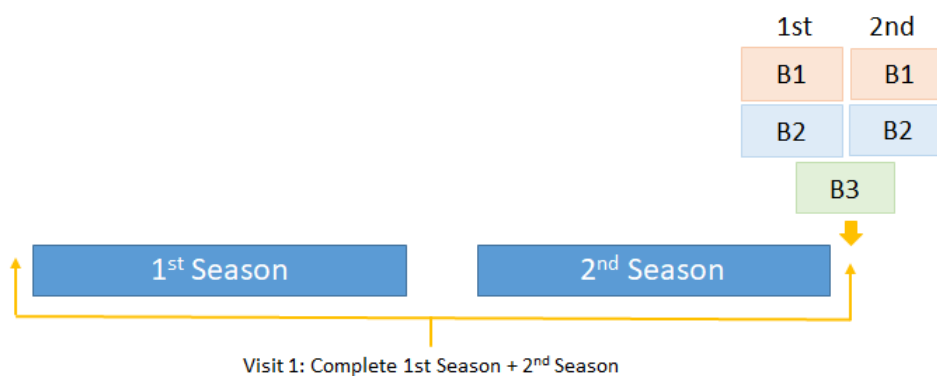 1st 2nd
B1 B1
B2 B2
B3
1st Season 2nd Season
Visit 1: Complete 1st Season + 2nd Season